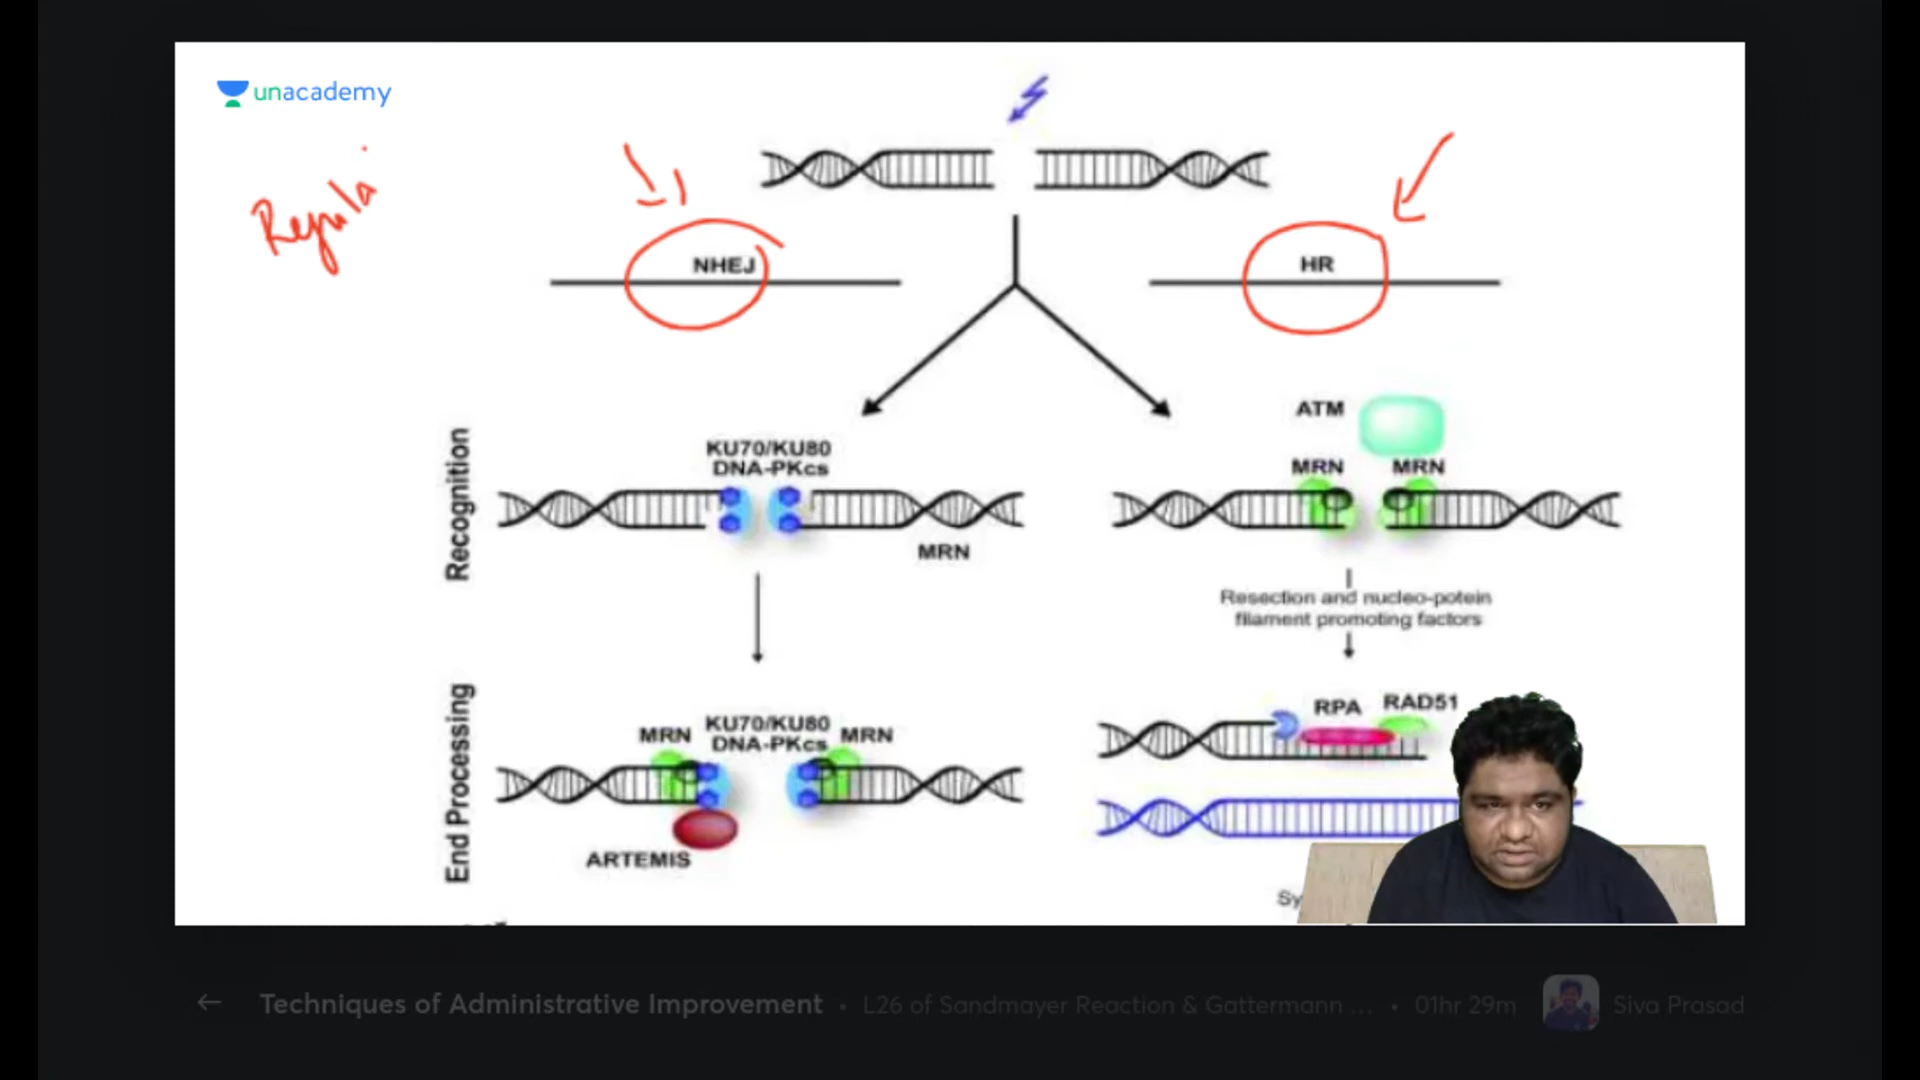 unacademy
Regula
NHEJ
HR
Recognition
KU70/KU80
DNA-PKcs
MRN
ATM
MRN MRN
Resection and nucleo-potein
filament promoting factors
End Processing
MRN KU70/KU80 MRN
DNA-PKcs
ARTEMIS
RPA RAD51
Sy
Techniques of Administrative Improvement • L26 of Sandmayer Reaction & Gattermann ... • 01hr 29m Siva Prasad